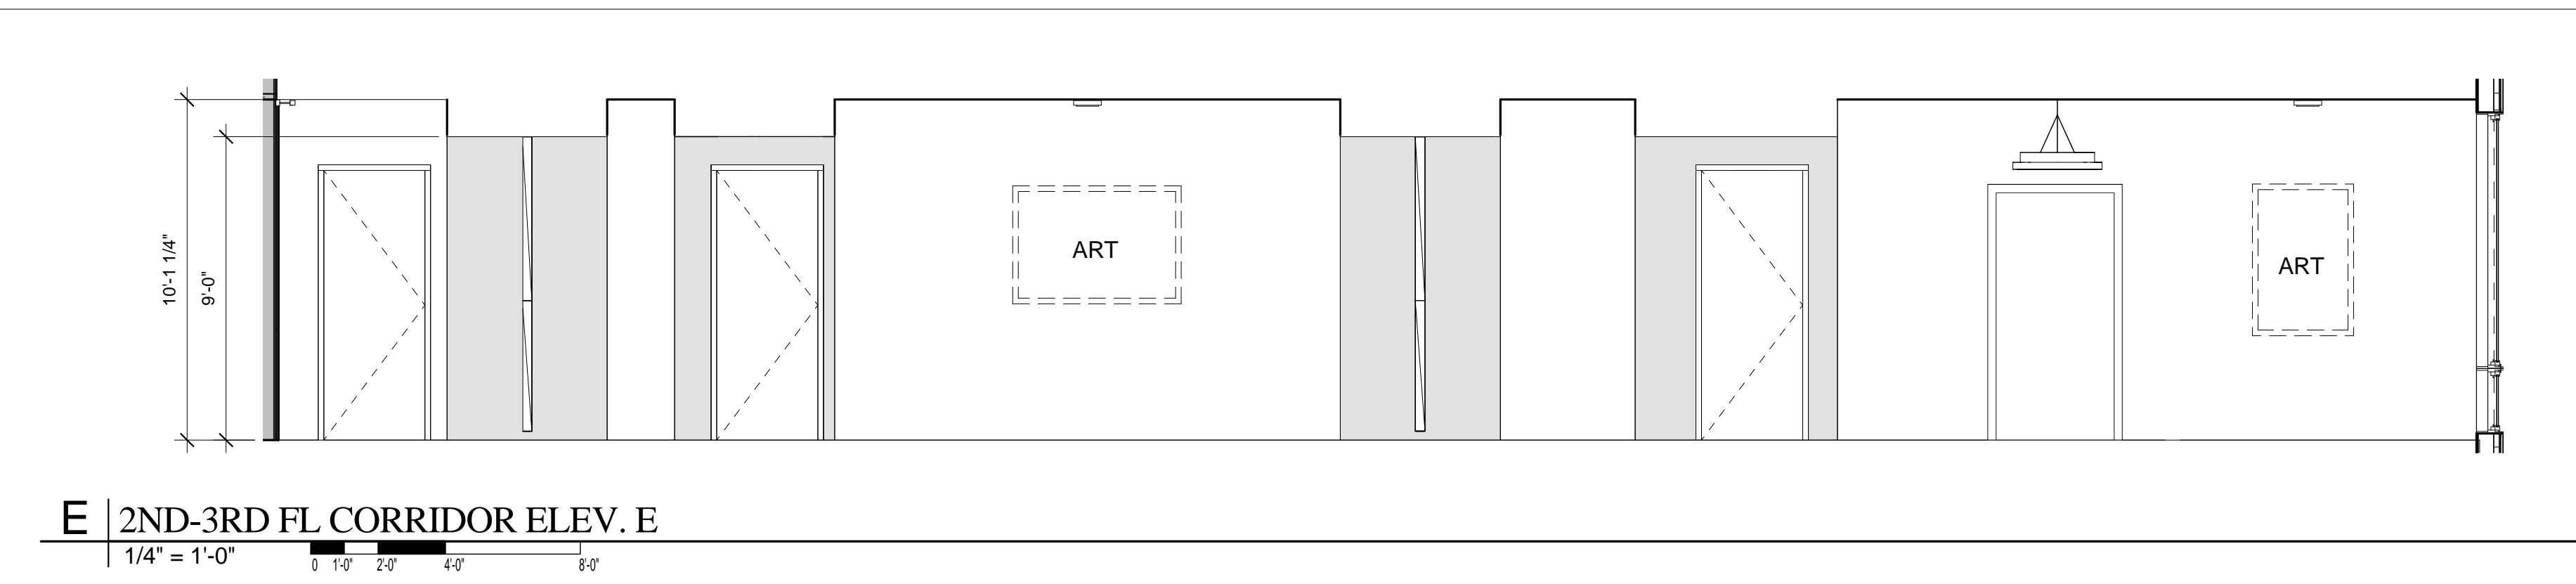 10'-1 1/4"
9'-0"
ART
ART
E
2ND-3RD FL CORRIDOR ELEV. E
1/4" = 1'-0"
0 1'-0" 2'-0" 4'-0" 8'-0"